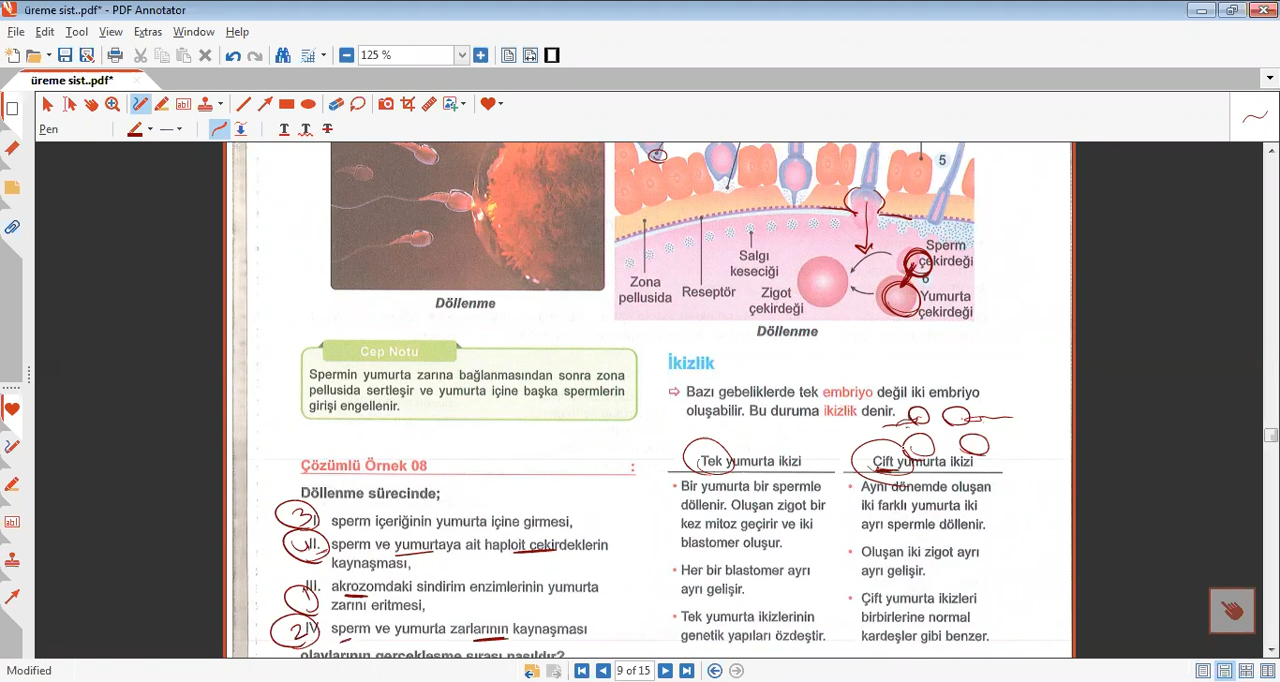 üreme sist..pdf* - PDF Annotator
File Edit Tool View Extras Window Help
125 %
üreme sist..pdf*
Pen
5
Sperm
çekirdeği
Salgı
keseciği
Zona
pellusida
Reseptör
Zigot
çekirdeği
Yumurta
çekirdeği
Döllenme
Döllenme
Cep Notu
Spermin yumurta zarına bağlanmasından sonra zona
pellusida sertleşir ve yumurta içine başka spermlerin
girişi engellenir.
İkizlik
⇨ Bazı gebeliklerde tek embriyo değil iki embriyo
oluşabilir. Bu duruma ikizlik denir.
Çözümlü Örnek 08 :
Döllenme sürecinde;
3 I. sperm içeriğinin yumurta içine girmesi,
4 II. sperm ve yumurtaya ait haploit çekirdeklerin
kaynaşması,
1 III. akrozomdaki sindirim enzimlerinin yumurta
zarını eritmesi,
2 IV. sperm ve yumurta zarlarının kaynaşması
olaylarının gerçekleşme sırası nasıldır?
Tek yumurta ikizi
• Bir yumurta bir spermle
döllenir. Oluşan zigot bir
kez mitoz geçirir ve iki
blastomer oluşur.
• Her bir blastomer ayrı
ayrı gelişir.
• Tek yumurta ikizlerinin
genetik yapıları özdeştir.
Çift yumurta ikizi
• Aynı dönemde oluşan
iki farklı yumurta iki
ayrı spermle döllenir.
• Oluşan iki zigot ayrı
ayrı gelişir.
• Çift yumurta ikizleri
birbirlerine normal
kardeşler gibi benzer.
Modified
9 of 15